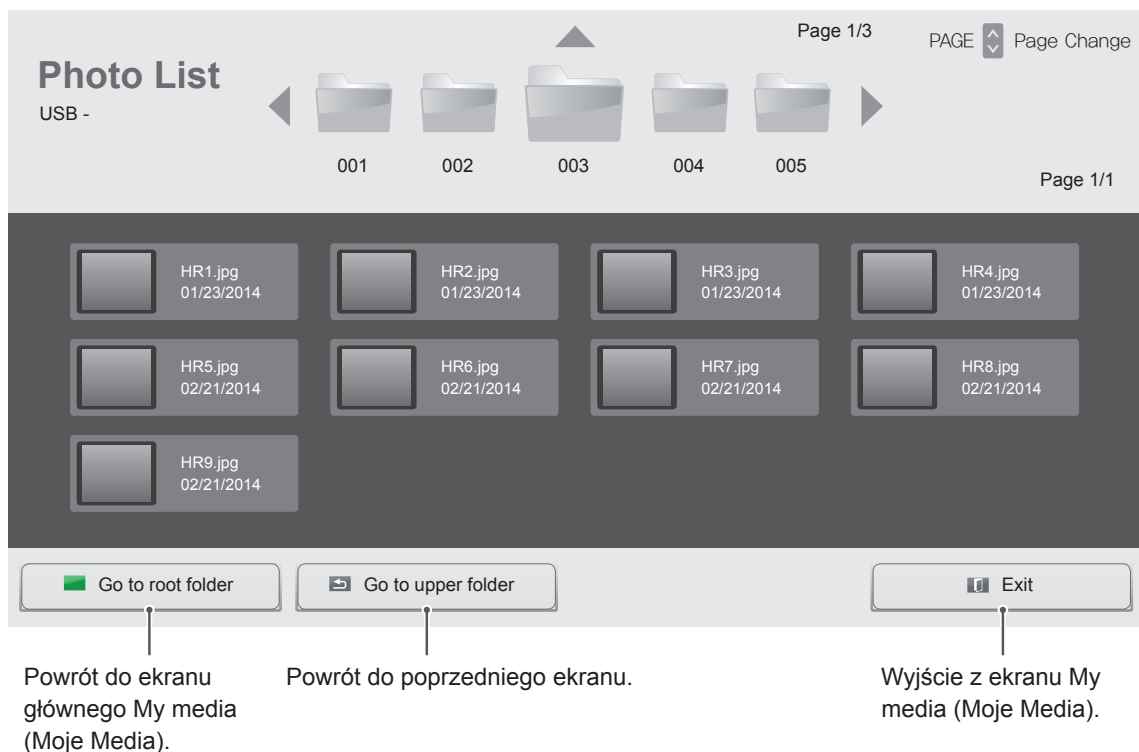 Page 1/3
PAGE Page Change
Photo List
USB -
001 002 003 004 005
Page 1/1
HR1.jpg
01/23/2014
HR2.jpg
01/23/2014
HR3.jpg
01/23/2014
HR4.jpg
01/23/2014
HR5.jpg
02/21/2014
HR6.jpg
02/21/2014
HR7.jpg
02/21/2014
HR8.jpg
02/21/2014
HR9.jpg
02/21/2014
Go to root folder
Go to upper folder
Exit
Powrót do ekranu
głównego My media
(Moje Media).
Powrót do poprzedniego ekranu.
Wyjście z ekranu My
media (Moje Media).